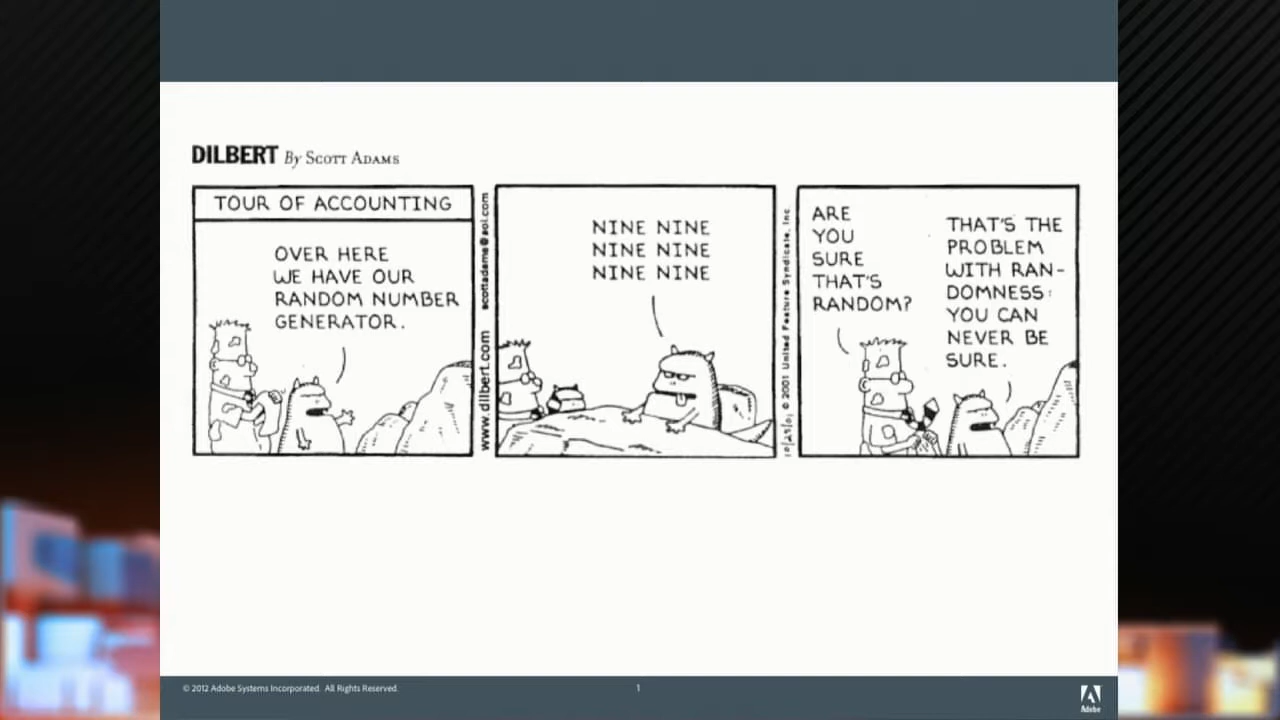 DILBERT By SCOTT ADAMS
TOUR OF ACCOUNTING
OVER HERE
WE HAVE OUR
RANDOM NUMBER
GENERATOR.
www.dilbert.com scottadams@aol.com
NINE NINE
NINE NINE
NINE NINE
10/25/01 © 2001 United Feature Syndicate, Inc.
ARE
YOU
SURE
THAT'S
RANDOM?
THAT'S THE
PROBLEM
WITH RAN-
DOMNESS:
YOU CAN
NEVER BE
SURE.
© 2012 Adobe Systems Incorporated. All Rights Reserved.
1
Adobe